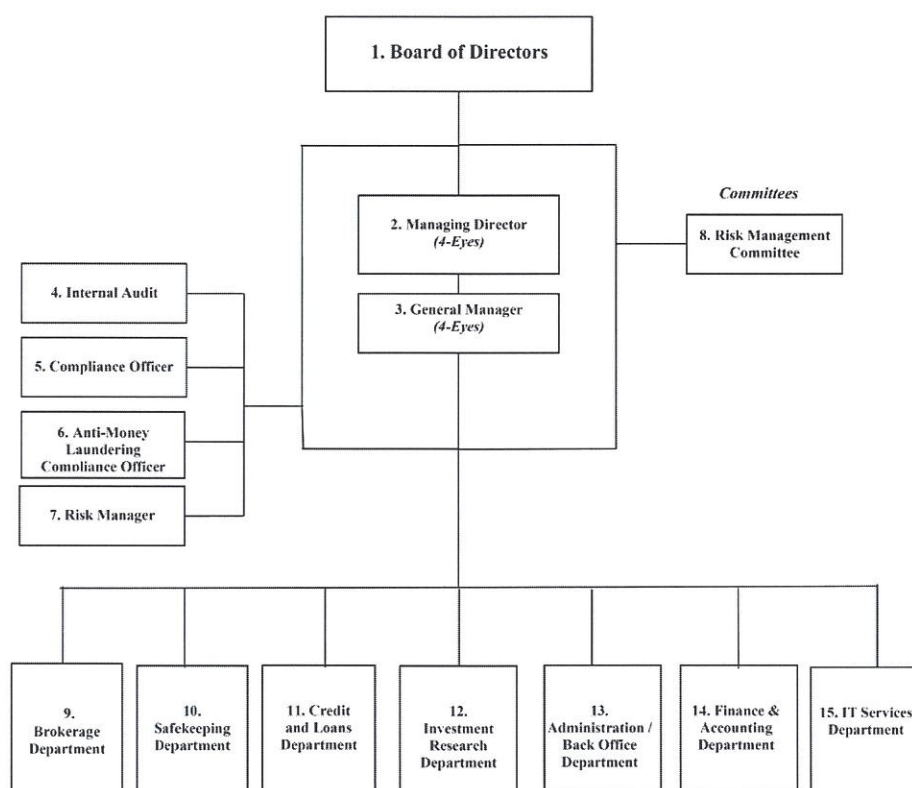 1. Board of Directors
Committees
2. Managing Director
(4-Eyes)
8. Risk Management
Committee
3. General Manager
(4-Eyes)
4. Internal Audit
5. Compliance Officer
6. Anti-Money
Laundering
Compliance Officer
7. Risk Manager
9.
Brokerage
Department
10.
Safekeeping
Department
11. Credit
and Loans
Department
12.
Investment
Research
Department
13.
Administration /
Back Office
Department
14. Finance &
Accounting
Department
15. IT Services
Department